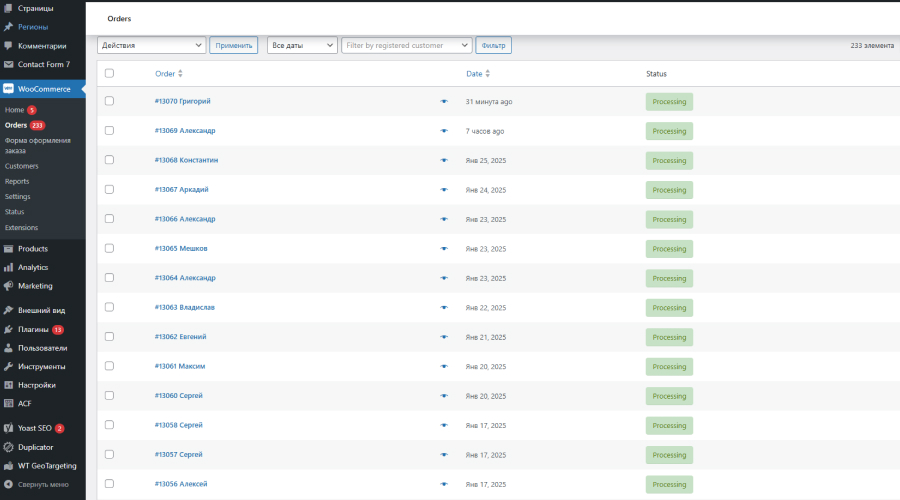 Страницы
Регионы
Комментарии
Contact Form 7
WooCommerce
Home 5
Orders 233
Форма оформления
заказа
Customers
Reports
Settings
Status
Extensions
Products
Analytics
Marketing
Внешний вид
Плагины 13
Пользователи
Инструменты
Настройки
ACF
Yoast SEO 2
Duplicator
WT GeoTargeting
Свернуть меню
Orders
Действия Применить Все даты Filter by registered customer Фильтр 233 элемента
Order Date Status
#13070 Григорий 31 минута ago Processing
#13069 Александр 7 часов ago Processing
#13068 Константин Янв 25, 2025 Processing
#13067 Аркадий Янв 24, 2025 Processing
#13066 Александр Янв 23, 2025 Processing
#13065 Мешков Янв 23, 2025 Processing
#13064 Александр Янв 23, 2025 Processing
#13063 Владислав Янв 22, 2025 Processing
#13062 Евгений Янв 21, 2025 Processing
#13061 Максим Янв 20, 2025 Processing
#13060 Сергей Янв 20, 2025 Processing
#13058 Сергей Янв 17, 2025 Processing
#13057 Сергей Янв 17, 2025 Processing
#13056 Алексей Янв 17, 2025 Processing